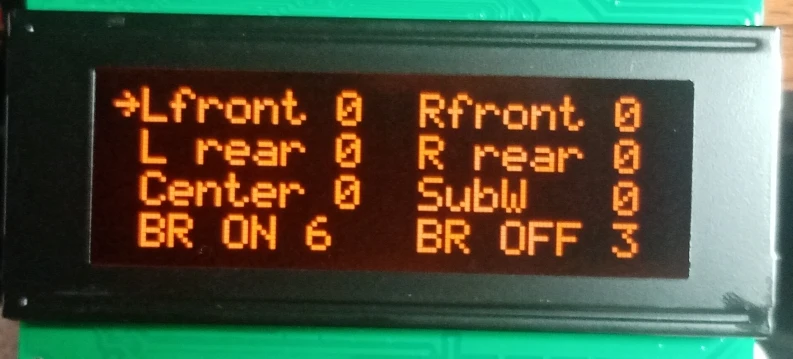 →Lfront 0 Rfront 0
L rear 0 R rear 0
Center 0 SubW 0
BR ON 6 BR OFF 3